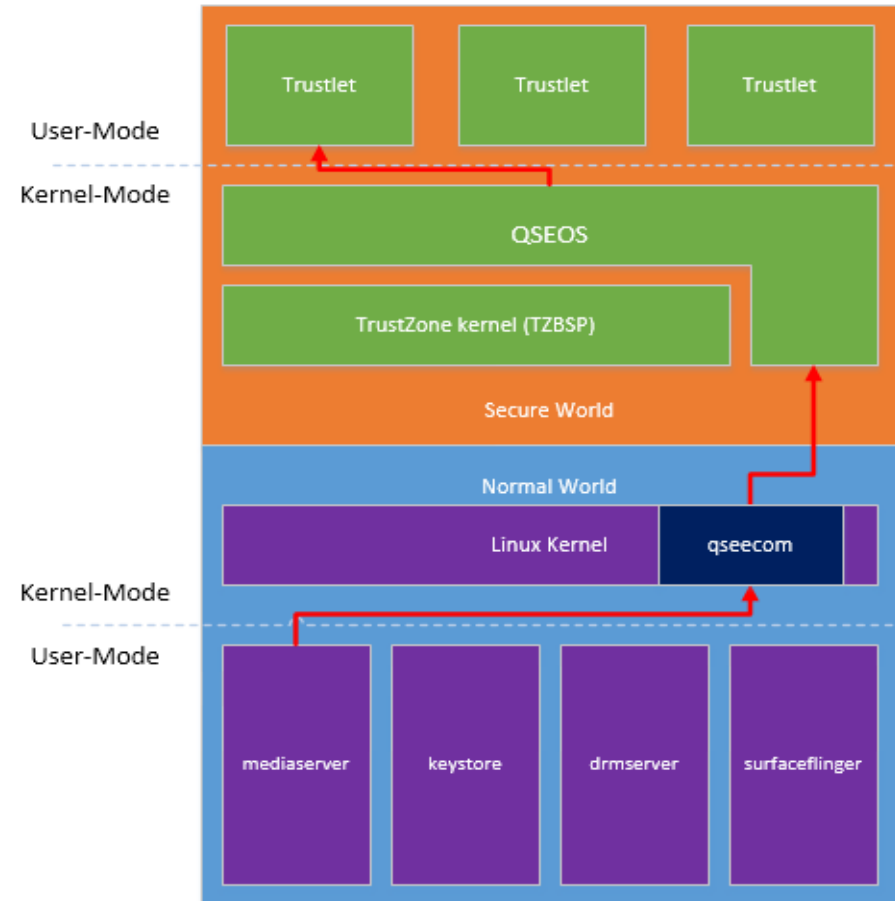 Trustlet
Trustlet
Trustlet
User-Mode
Kernel-Mode
QSEOS
TrustZone kernel (TZBSP)
Secure World
Normal World
Linux Kernel
qseecom
Kernel-Mode
User-Mode
mediaserver
keystore
drmserver
surfaceflinger